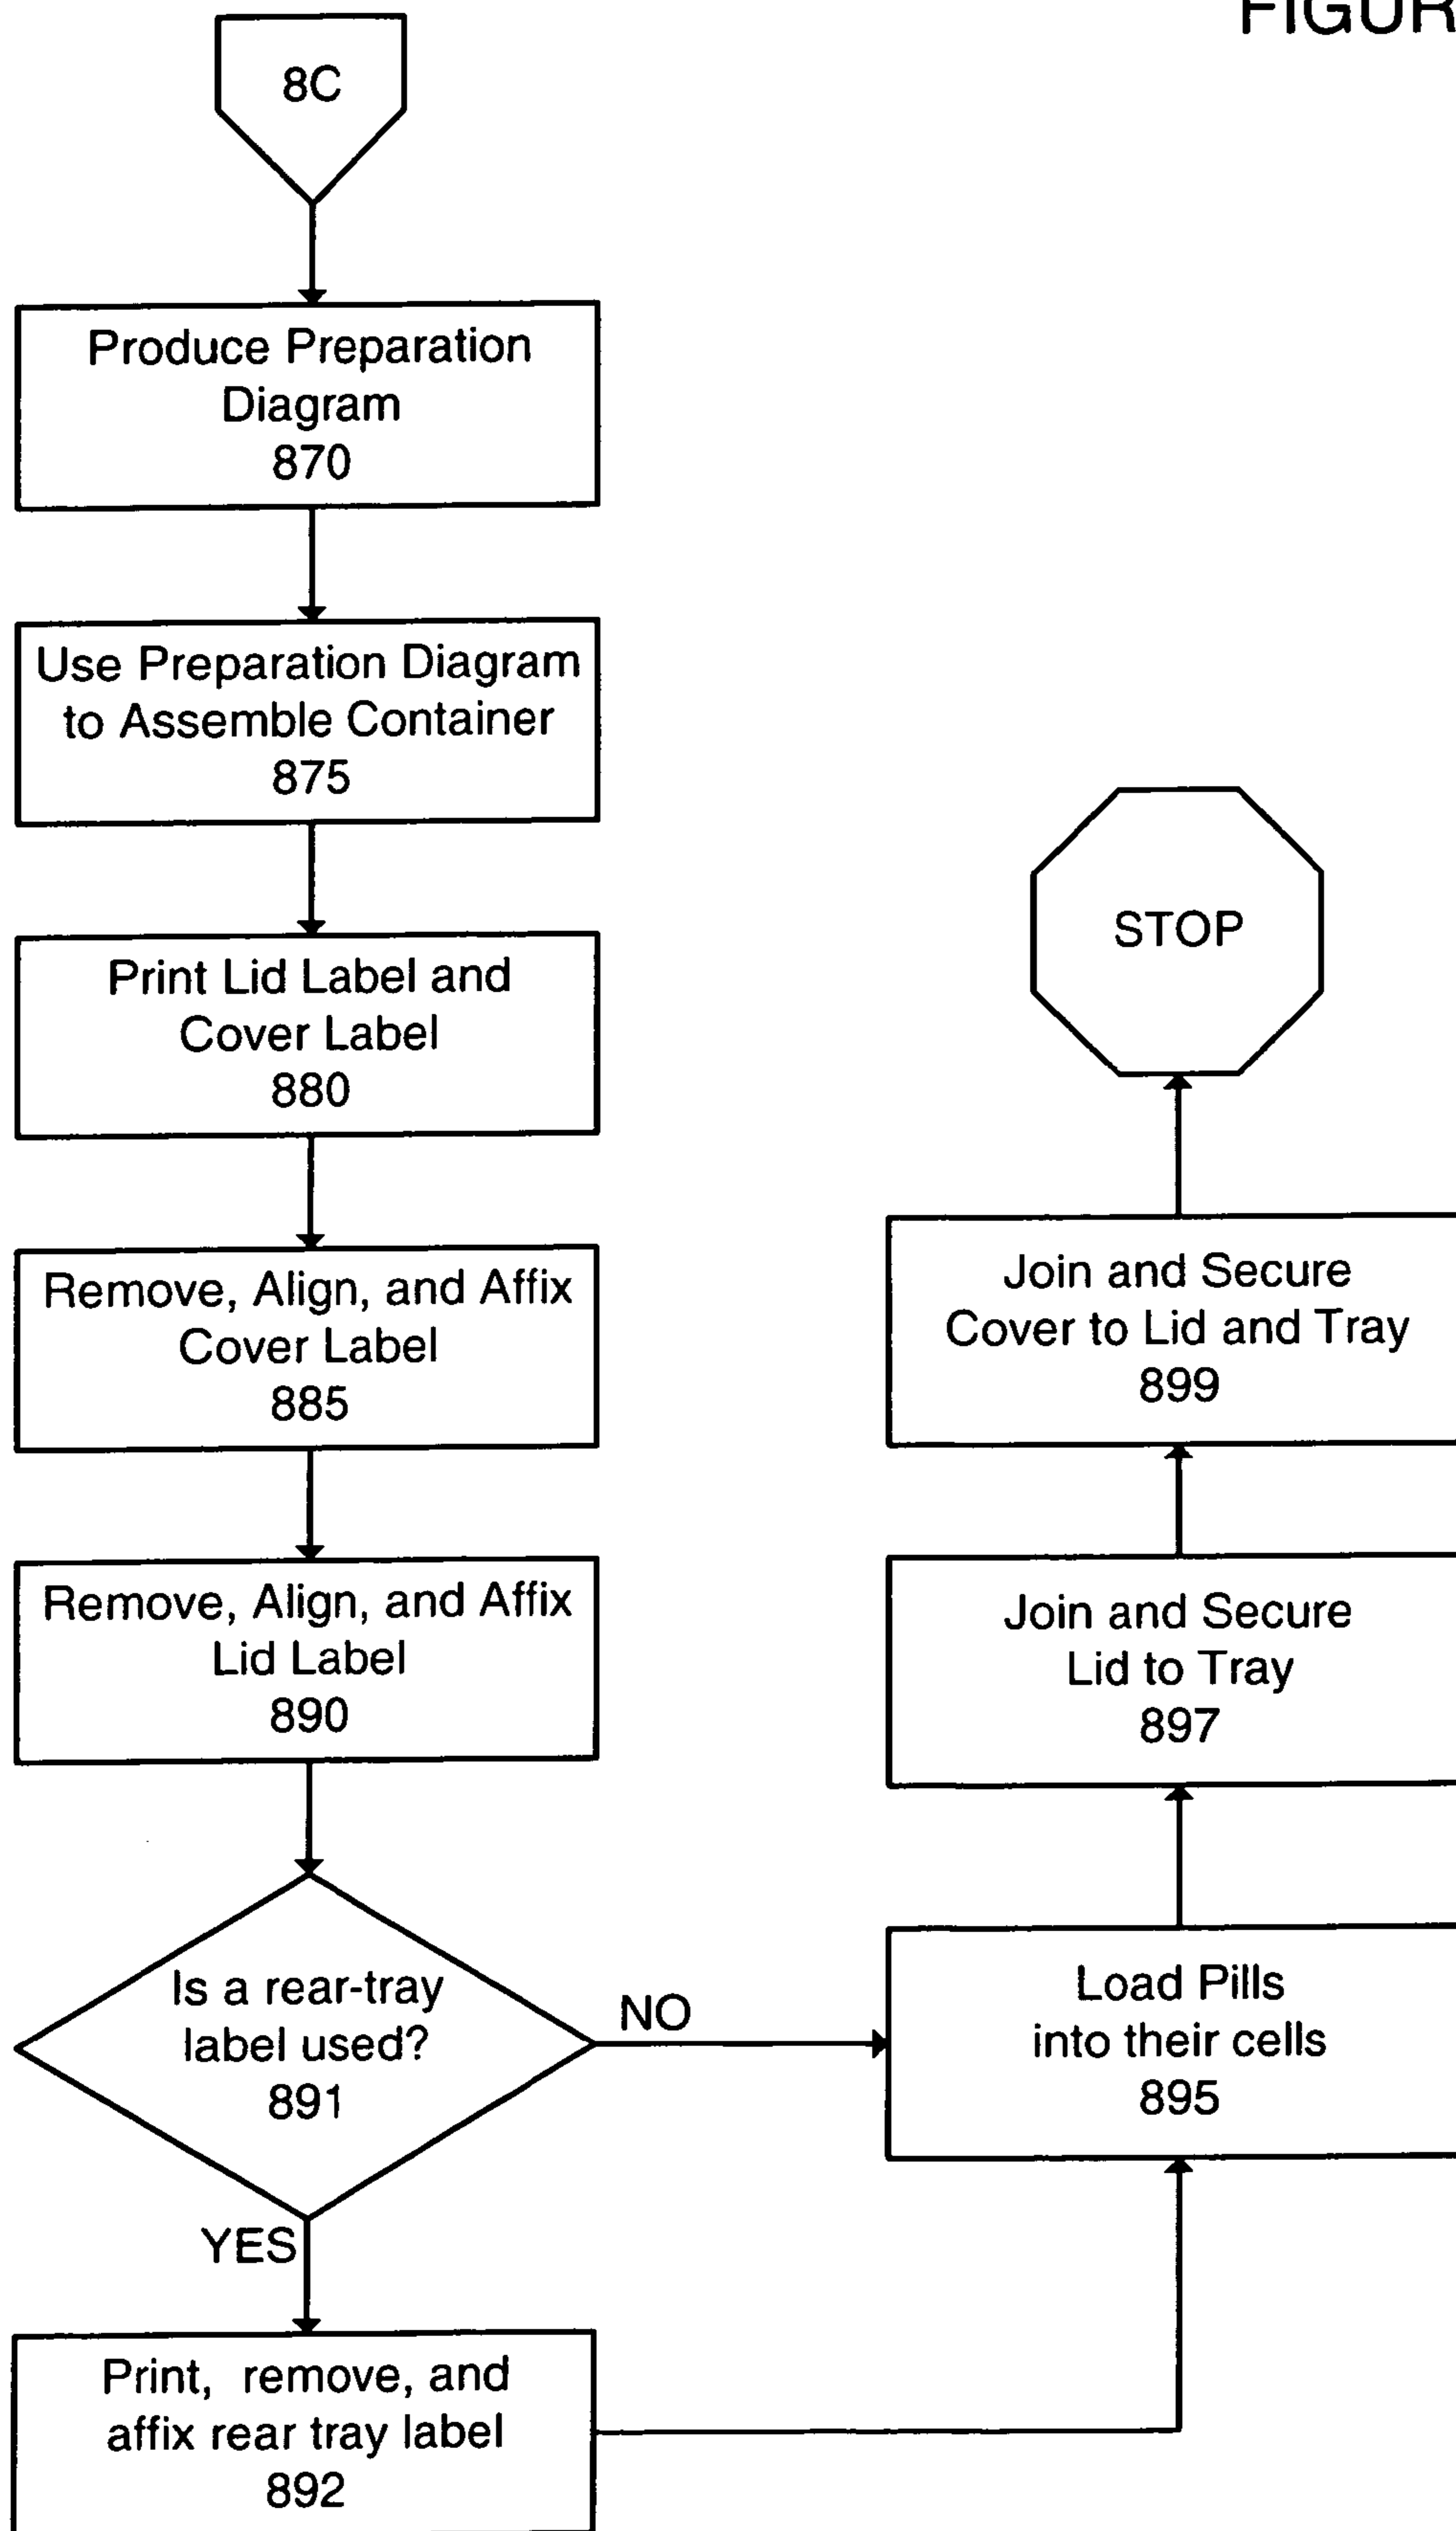 FIGUR
8C
Produce Preparation
Diagram
870
Use Preparation Diagram
to Assemble Container
875
Print Lid Label and
Cover Label
880
Remove, Align, and Affix
Cover Label
885
Remove, Align, and Affix
Lid Label
890
Is a rear-tray
label used?
891
NO
YES
Print, remove, and
affix rear tray label
892
Load Pills
into their cells
895
Join and Secure
Lid to Tray
897
Join and Secure
Cover to Lid and Tray
899
STOP